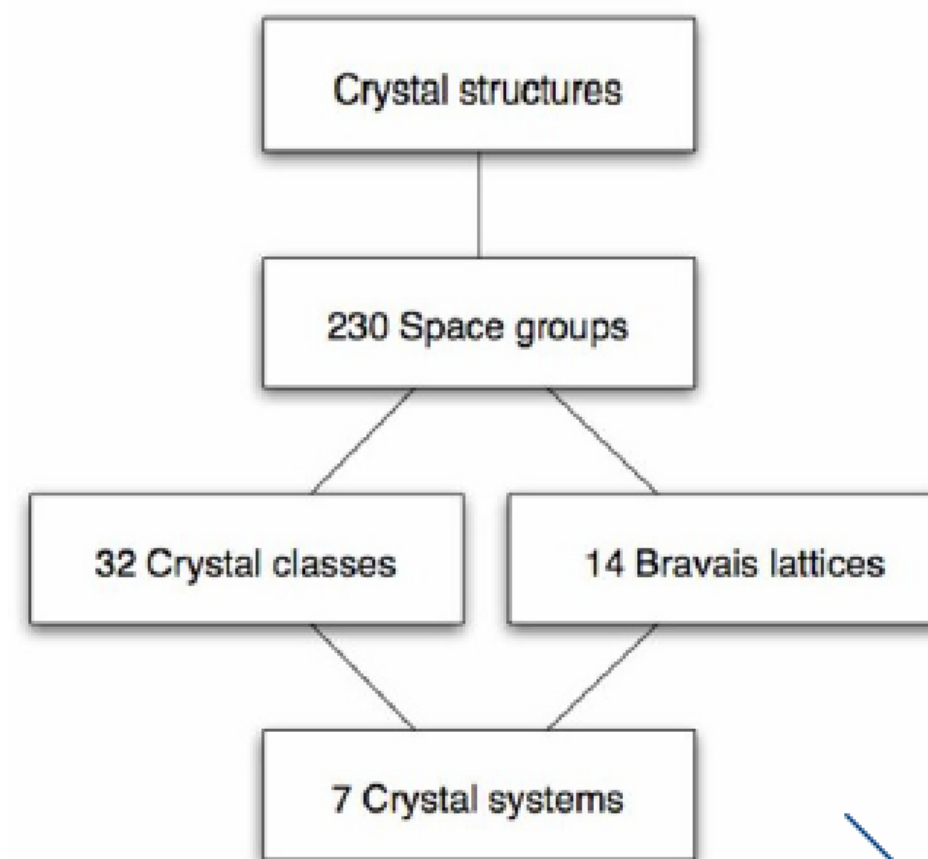 Crystal structures
230 Space groups
32 Crystal classes
14 Bravais lattices
7 Crystal systems